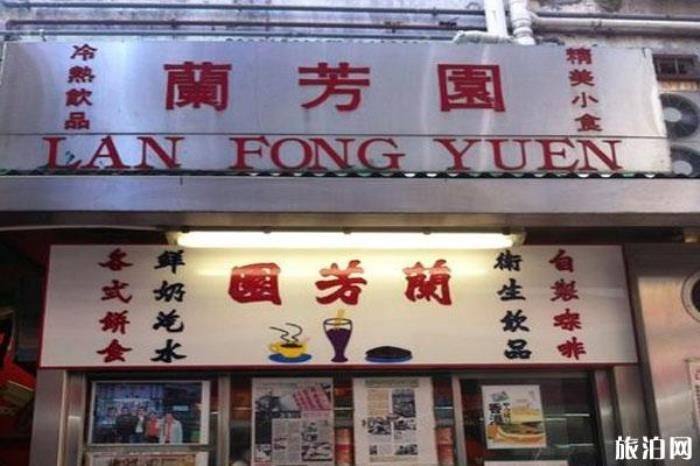 冷熱飲品
蘭芳園
精美小食
LAN FONG YUEN
自製咖啡
衛生飲品
蘭芳園
鮮奶滝水
各式餅食
旅泊网